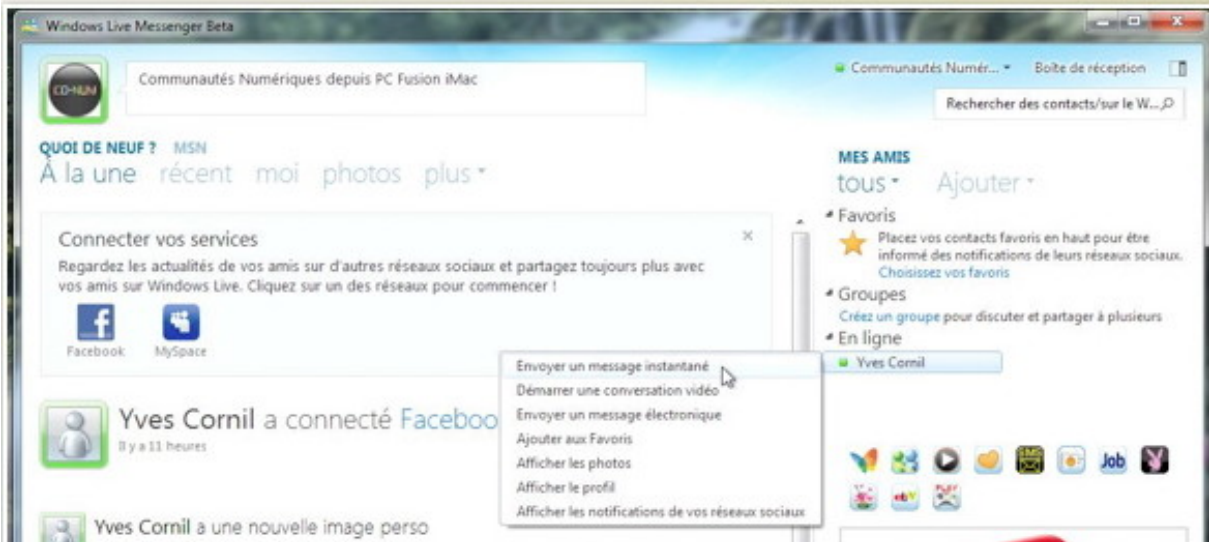 Windows Live Messenger Beta
CD-NUM
Communautés Numériques depuis PC Fusion iMac
Communautés Numér...
Boîte de réception
Rechercher des contacts/sur le W...
QUOI DE NEUF ? MSN
À la une récent moi photos plus
Connecter vos services
Regardez les actualités de vos amis sur d'autres réseaux sociaux et partagez toujours plus avec
vos amis sur Windows Live. Cliquez sur un des réseaux pour commencer !
Facebook MySpace
Yves Cornil a connecté Faceboo
Il y a 11 heures
Yves Cornil a une nouvelle image perso
Envoyer un message instantané
Démarrer une conversation vidéo
Envoyer un message électronique
Ajouter aux Favoris
Afficher les photos
Afficher le profil
Afficher les notifications de vos réseaux sociaux
MES AMIS
tous Ajouter
Favoris
Placez vos contacts favoris en haut pour être
informé des notifications de leurs réseaux sociaux.
Choisissez vos favoris
Groupes
Créez un groupe pour discuter et partager à plusieurs
En ligne
Yves Cornil
SMS
Job
ebY